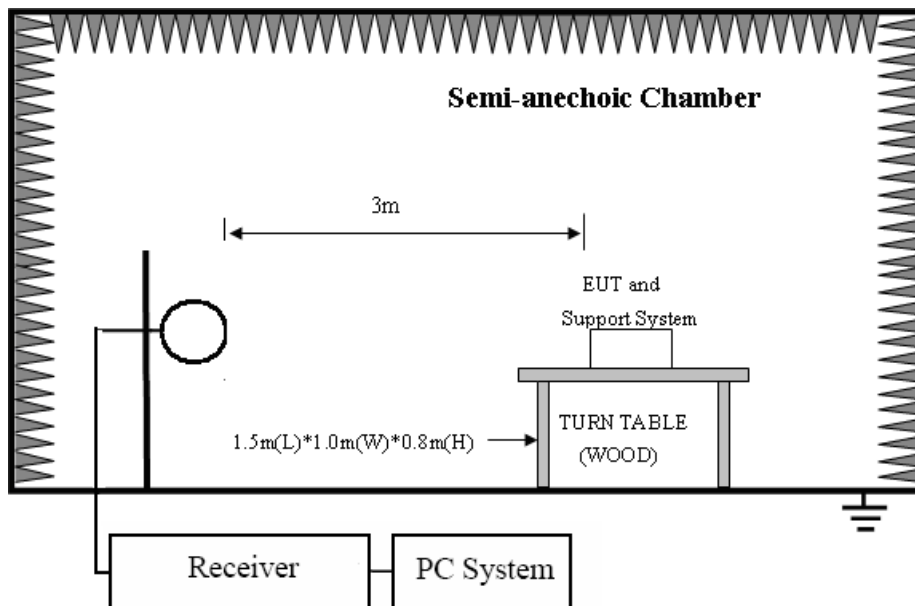 Semi-anechoic Chamber
3m
EUT and
Support System
1.5m(L)*1.0m(W)*0.8m(H)
TURN TABLE
(WOOD)
Receiver
PC System